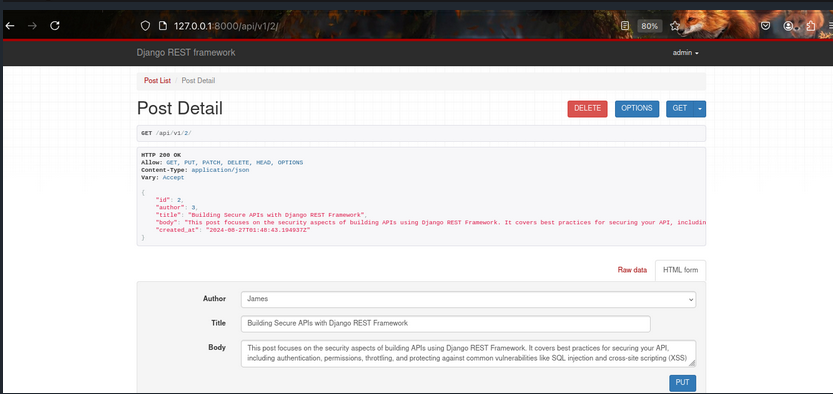 127.0.0.1:8000/api/v1/2/
80%
Django REST framework
admin
Post List / Post Detail
Post Detail
DELETE
OPTIONS
GET
GET /api/v1/2/
HTTP 200 OK
Allow: GET, PUT, PATCH, DELETE, HEAD, OPTIONS
Content-Type: application/json
Vary: Accept
{
"id": 2,
"author": 3,
"title": "Building Secure APIs with Django REST Framework",
"body": "This post focuses on the security aspects of building APIs using Django REST Framework. It covers best practices for securing your API, includin
"created_at": "2024-08-27T01:48:43.194937Z"
}
Raw data
HTML form
Author
James
Title
Building Secure APIs with Django REST Framework
Body
This post focuses on the security aspects of building APIs using Django REST Framework. It covers best practices for securing your API,
including authentication, permissions, throttling, and protecting against common vulnerabilities like SQL injection and cross-site scripting (XSS)
PUT